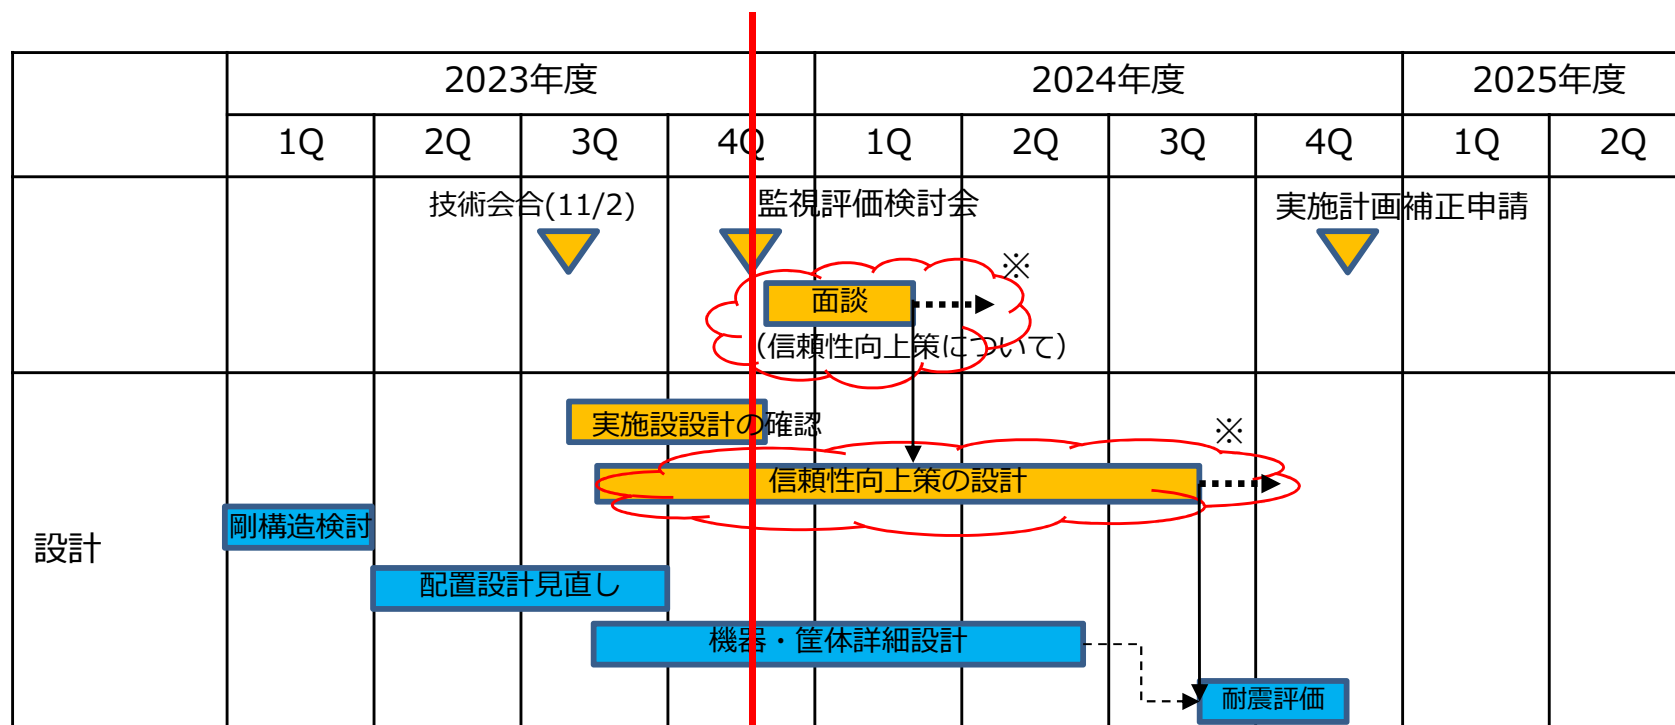 2023年度
2024年度
2025年度
1Q
2Q
3Q
4Q
1Q
2Q
3Q
4Q
1Q
2Q
技術会合(11/2)
監視評価検討会
実施計画補正申請
※
面談
（信頼性向上策について）
設計
実施設設計の確認
※
信頼性向上策の設計
剛構造検討
配置設計見直し
機器・筐体詳細設計
耐震評価